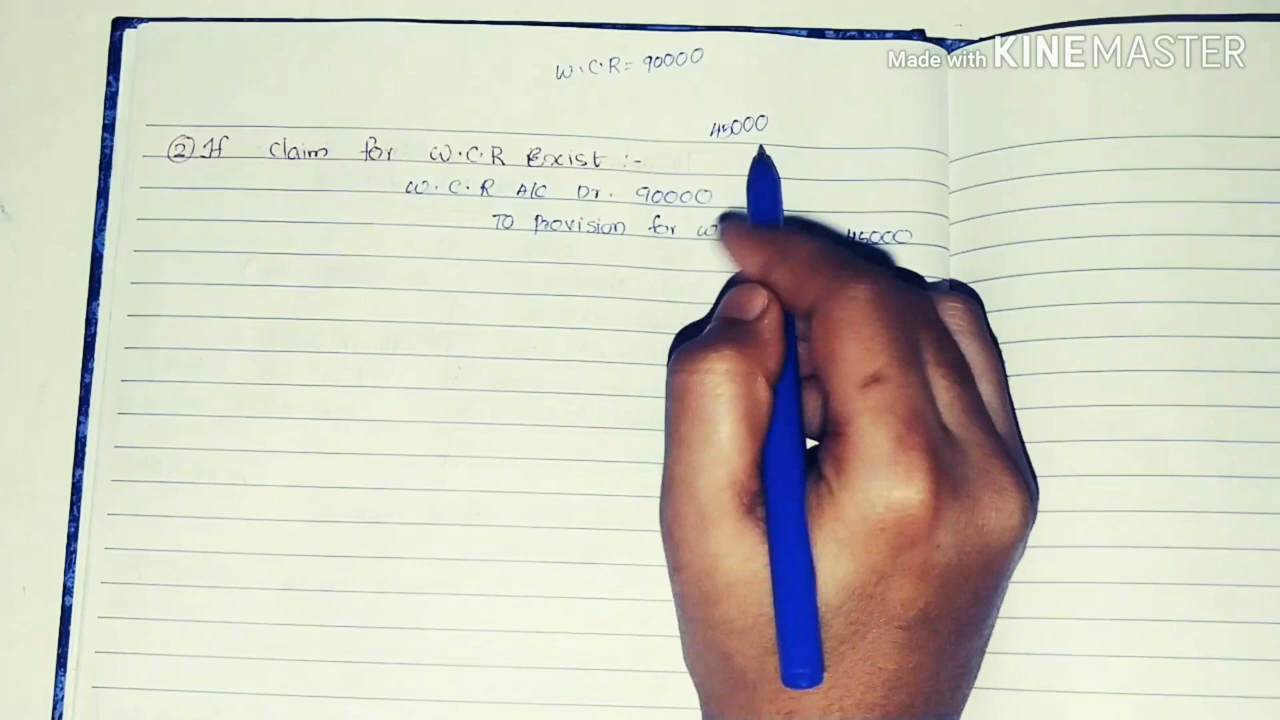 Made with KINEMASTER
W.C.R = 90000
45000
② If claim for W.C.R Exist :-
W.C.R A/C Dr. 90000
To Provision for 45000